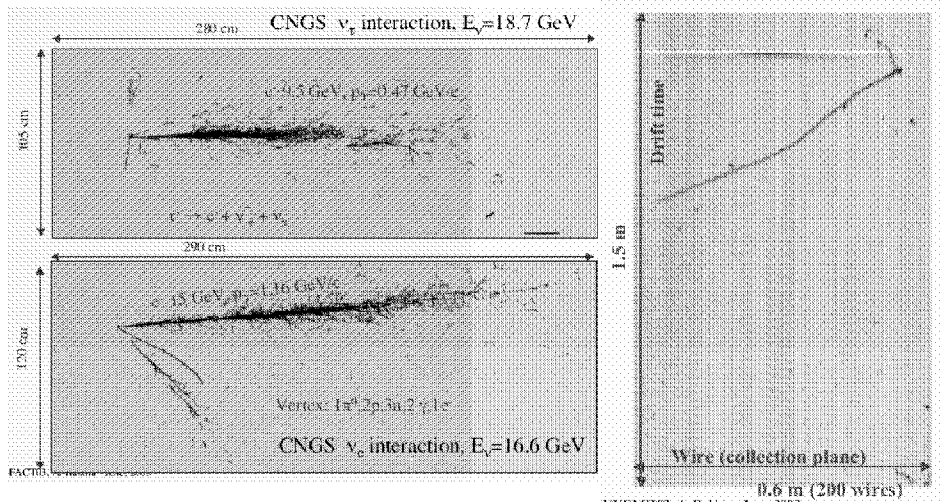 CNGS ντ interaction, Eν=18.7 GeV
280 cm
105 cm
e⁻ 9.5 GeV, pT=0.47 GeV/c
290 cm
120 cm
e⁻ 15 GeV, pT=1.16 GeV/c
Vertex: 1π⁰,2p,3n,2 γ,1e⁻
CNGS νe interaction, Eν=16.6 GeV
Drift time
1.5 m
Wire (collection plane)
0.6 m (200 wires)